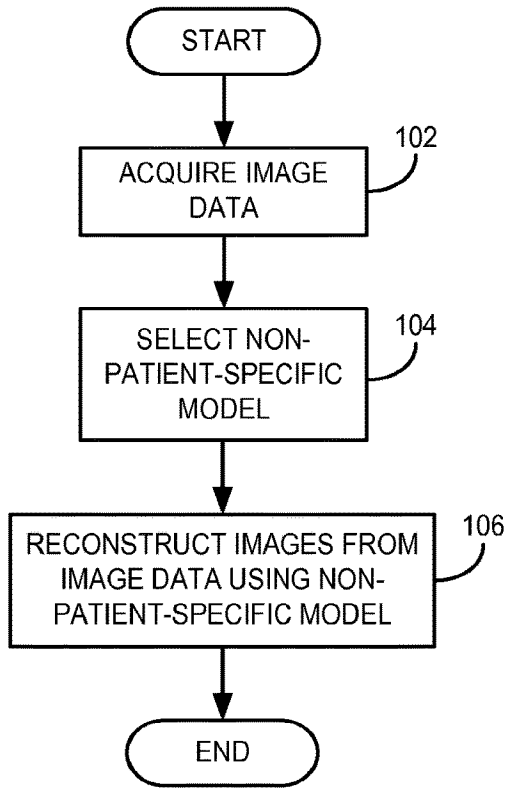 START
102
ACQUIRE IMAGE
DATA
104
SELECT NON-
PATIENT-SPECIFIC
MODEL
106
RECONSTRUCT IMAGES FROM
IMAGE DATA USING NON-
PATIENT-SPECIFIC MODEL
END